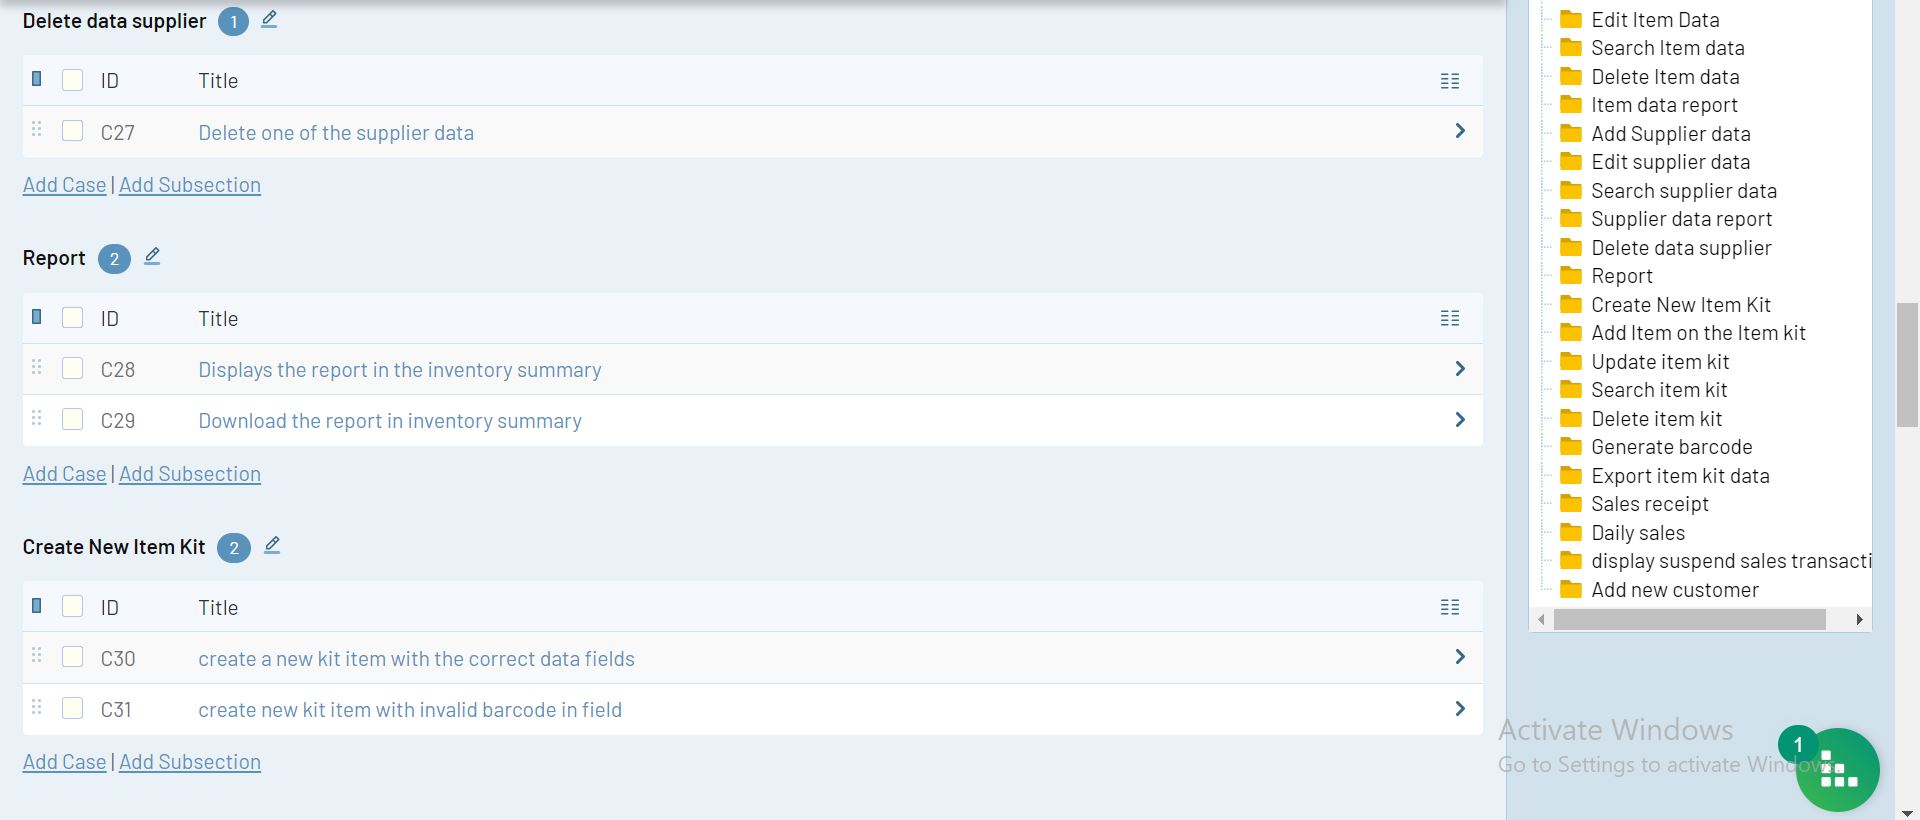 Delete data supplier 1
ID Title
C27 Delete one of the supplier data
Add Case | Add Subsection
Report 2
ID Title
C28 Displays the report in the inventory summary
C29 Download the report in inventory summary
Add Case | Add Subsection
Create New Item Kit 2
ID Title
C30 create a new kit item with the correct data fields
C31 create new kit item with invalid barcode in field
Add Case | Add Subsection
Edit Item Data
Search Item data
Delete Item data
Item data report
Add Supplier data
Edit supplier data
Search supplier data
Supplier data report
Delete data supplier
Report
Create New Item Kit
Add Item on the Item kit
Update item kit
Search item kit
Delete item kit
Generate barcode
Export item kit data
Sales receipt
Daily sales
display suspend sales transacti
Add new customer
Activate Windows
Go to Settings to activate Windows.
1